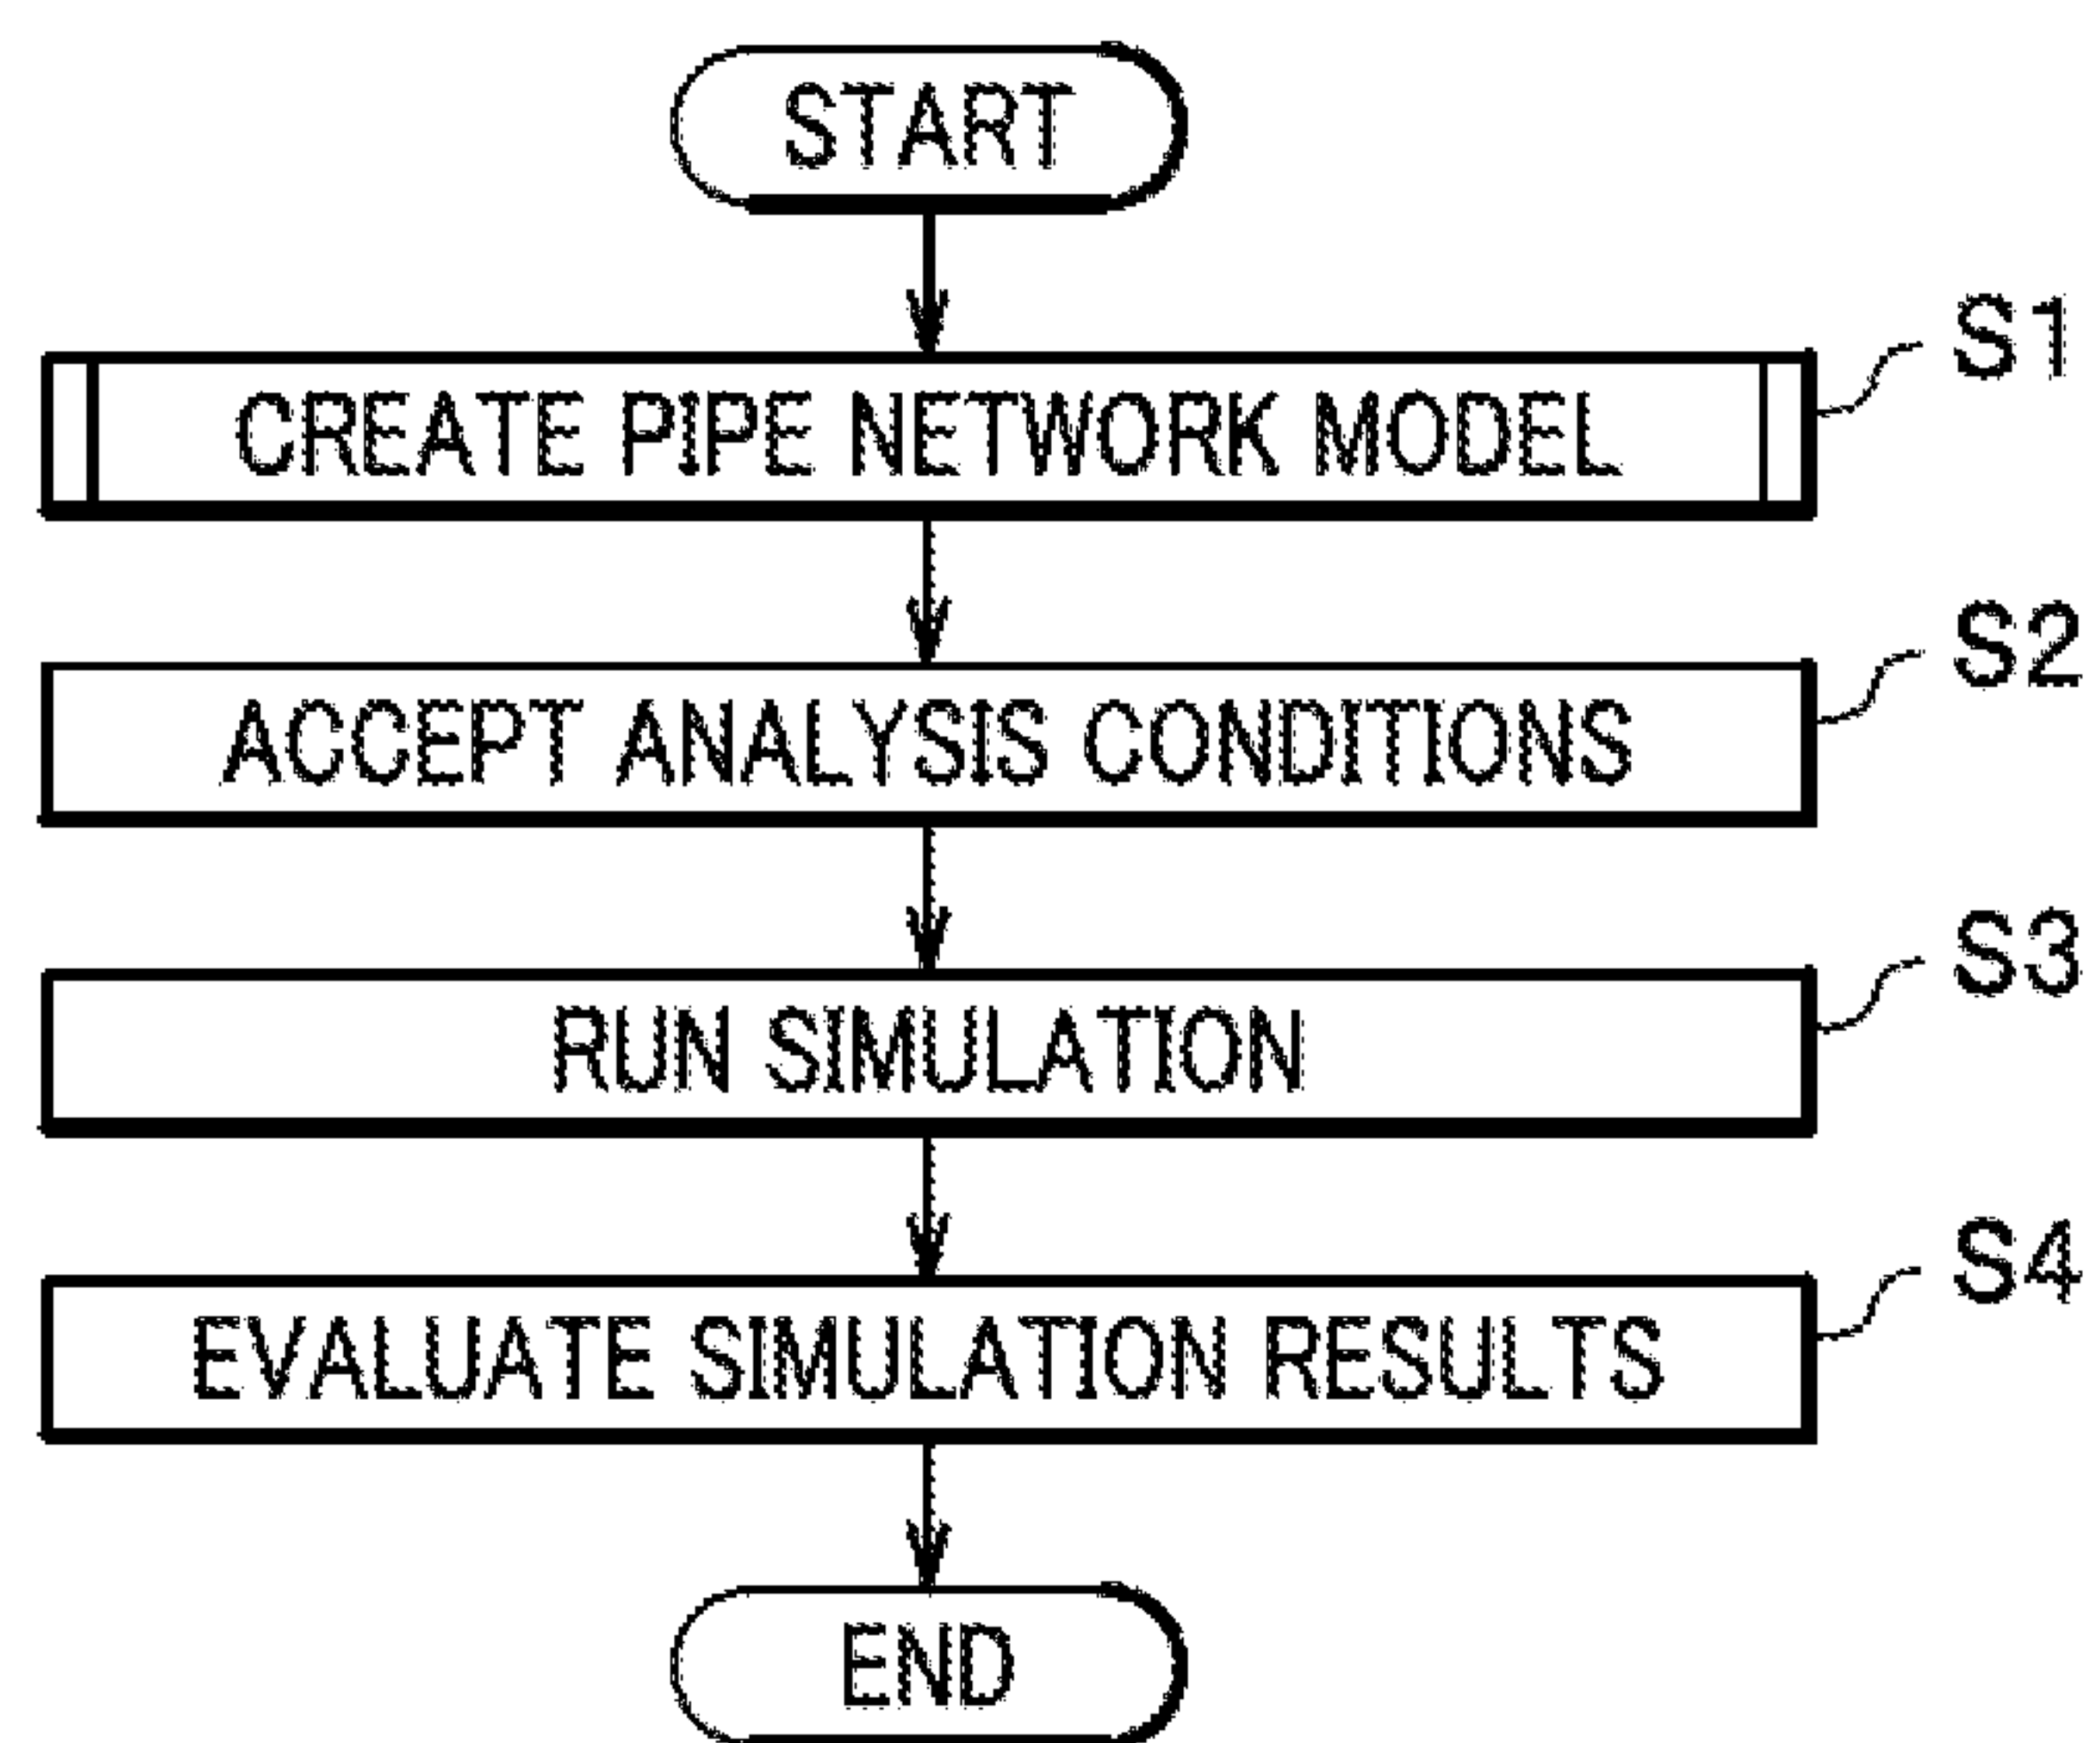 START
CREATE PIPE NETWORK MODEL
S1
ACCEPT ANALYSIS CONDITIONS
S2
RUN SIMULATION
S3
EVALUATE SIMULATION RESULTS
S4
END